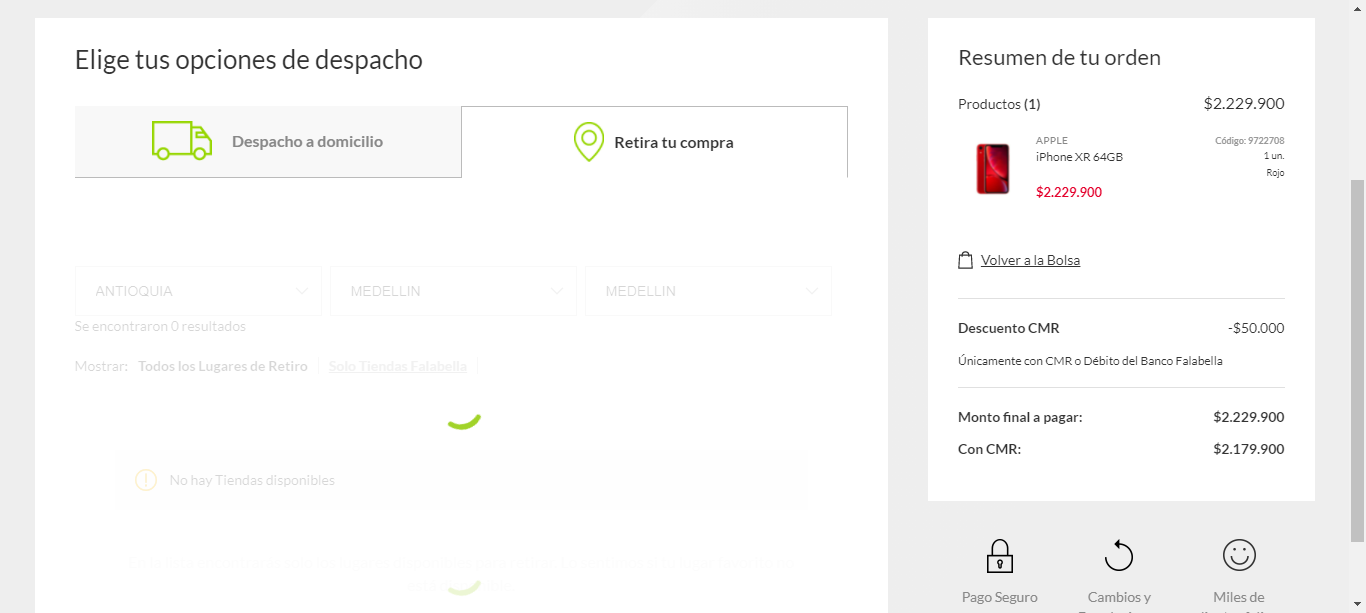 Elige tus opciones de despacho
Despacho a domicilio
Retira tu compra
ANTIOQUIA
MEDELLIN
MEDELLIN
Se encontraron 0 resultados
Mostrar: Todos los Lugares de Retiro | Solo Tiendas Falabella |
No hay Tiendas disponibles
Resumen de tu orden
Productos (1) $2.229.900
APPLE Código: 9722708
iPhone XR 64GB 1 un.
Rojo
$2.229.900
Volver a la Bolsa
Descuento CMR -$50.000
Únicamente con CMR o Débito del Banco Falabella
Monto final a pagar: $2.229.900
Con CMR: $2.179.900
Pago Seguro
Cambios y
Miles de